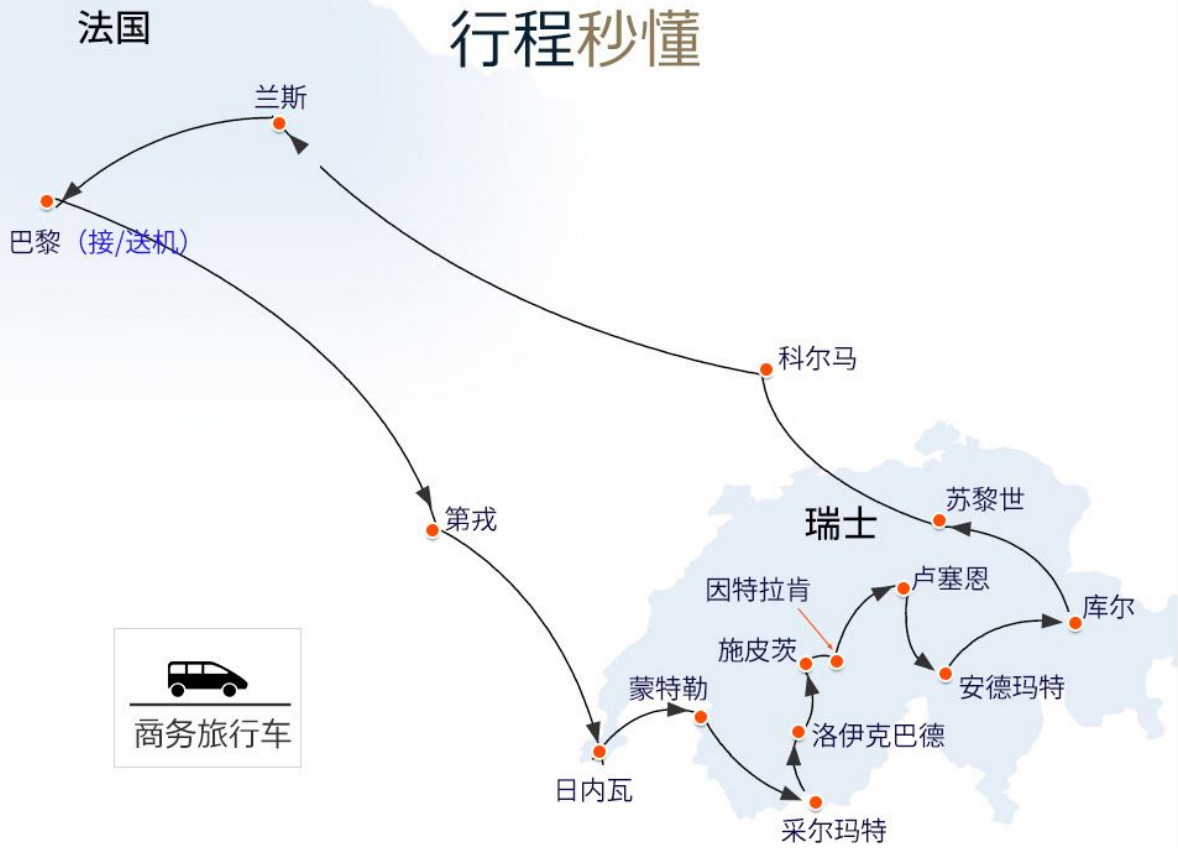 法国
行程秒懂
兰斯
巴黎（接/送机）
科尔马
第戎
苏黎世
瑞士
因特拉肯
卢塞恩
库尔
施皮茨
安德玛特
蒙特勒
洛伊克巴德
商务旅行车
日内瓦
采尔玛特